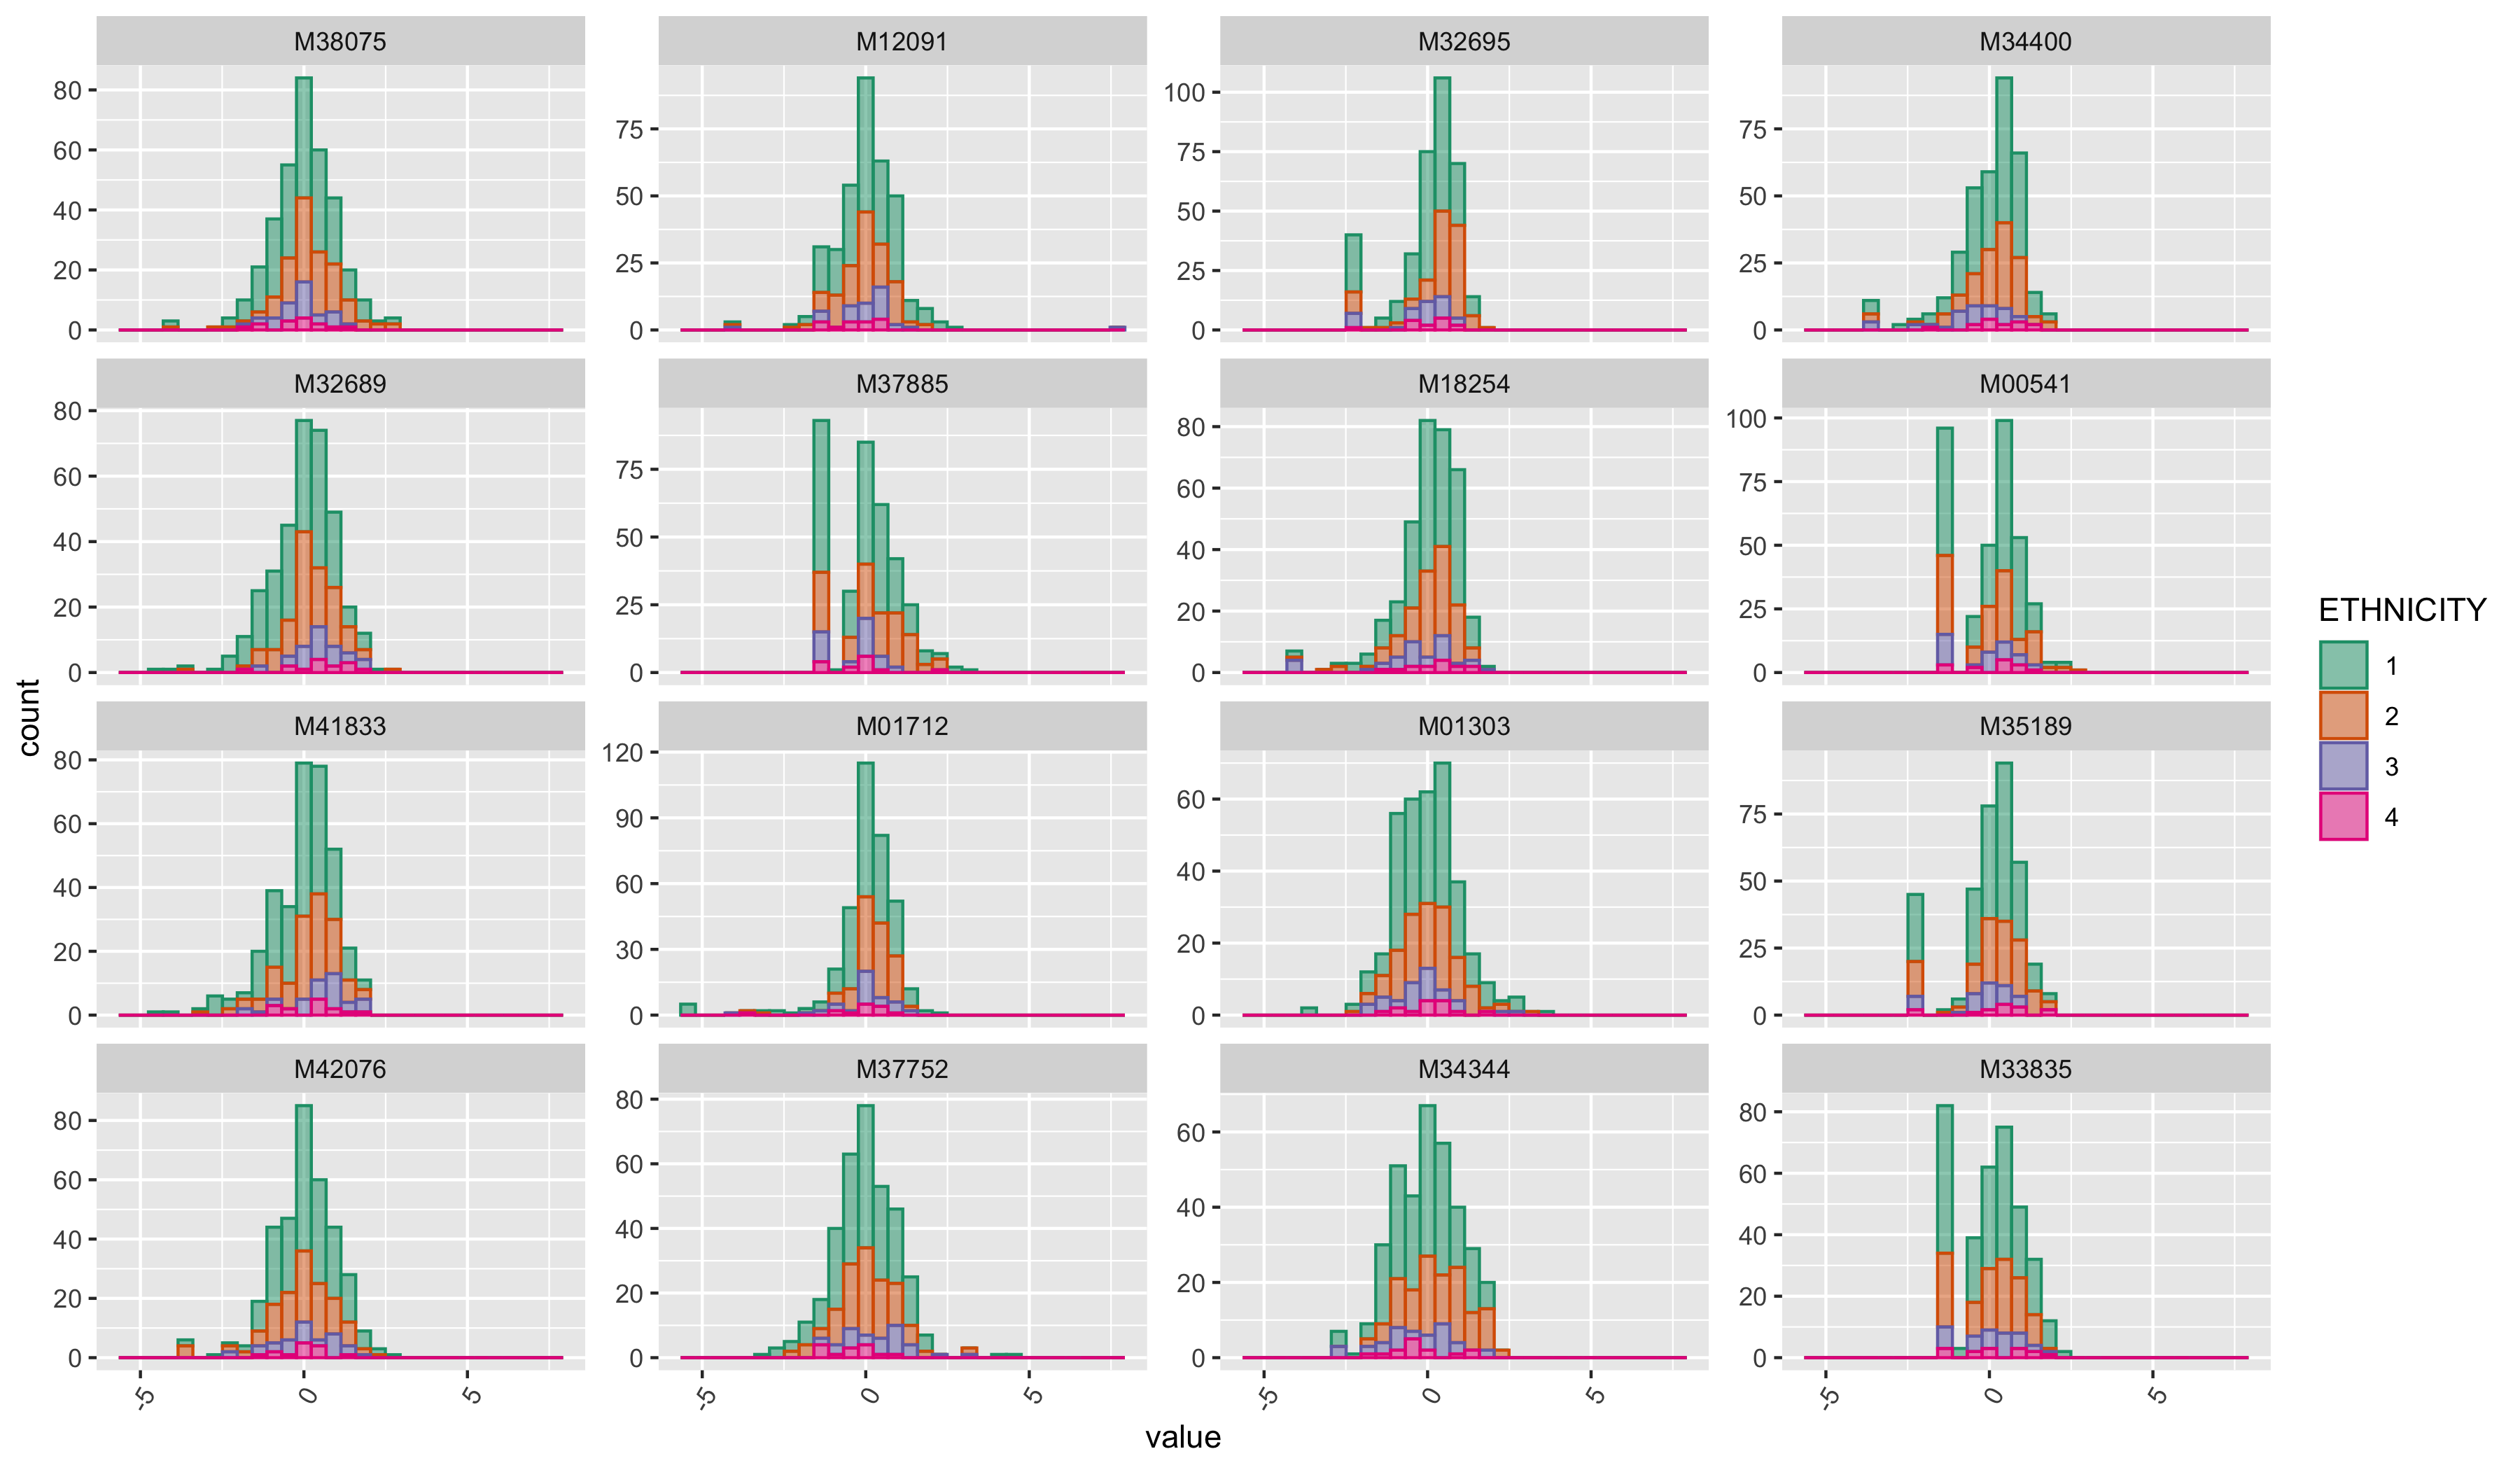 M38075 M12091 M32695 M34400
80 60 40 20 0
75 50 25 0
100 75 50 25 0
75 50 25 0
M32689 M37885 M18254 M00541
80 60 40 20 0
75 50 25 0
80 60 40 20 0
100 75 50 25 0
M41833 M01712 M01303 M35189
80 60 40 20 0
120 90 60 30 0
60 40 20 0
75 50 25 0
M42076 M37752 M34344 M33835
80 60 40 20 0
80 60 40 20 0
60 40 20 0
80 60 40 20 0
-5 0 5 -5 0 5 -5 0 5 -5 0 5
value
count
ETHNICITY
1
2
3
4